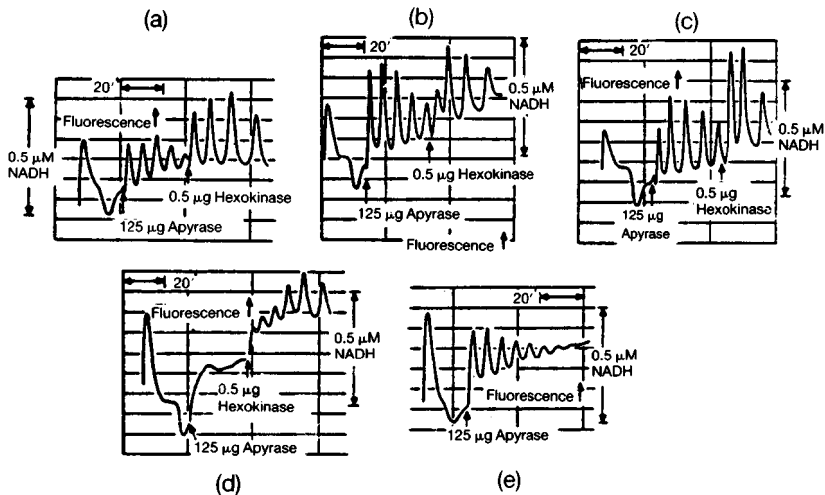 (a)
20'
Fluorescence
0.5 μM
NADH
0.5 μg Hexokinase
125 μg Apyrase
(b)
20'
0.5 μM
NADH
0.5 μg Hexokinase
125 μg Apyrase
Fluorescence
(c)
20'
Fluorescence
0.5 μM
NADH
0.5 μg
Hexokinase
125 μg
Apyrase
20'
Fluorescence
0.5 μM
NADH
0.5 μg
Hexokinase
125 μg Apyrase
(d)
20'
0.5 μM
NADH
Fluorescence
125 μg Apyrase
(e)